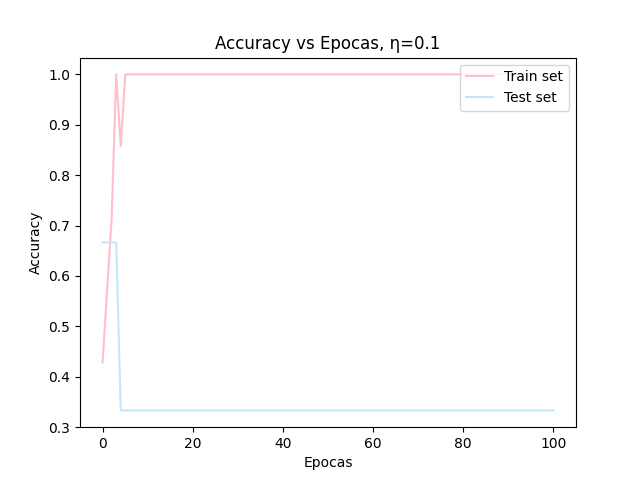 Accuracy vs Epocas, η=0.1
Train set
Test set
1.0
0.9
0.8
0.7
0.6
0.5
0.4
0.3
Accuracy
0 20 40 60 80 100
Epocas